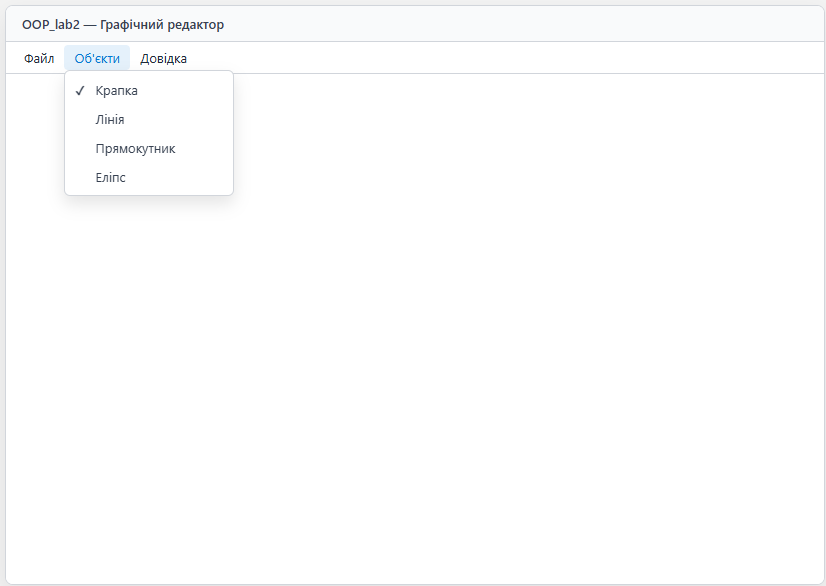 OOP_lab2 — Графічний редактор
Файл Об'єкти Довідка
✓ Крапка
Лінія
Прямокутник
Еліпс